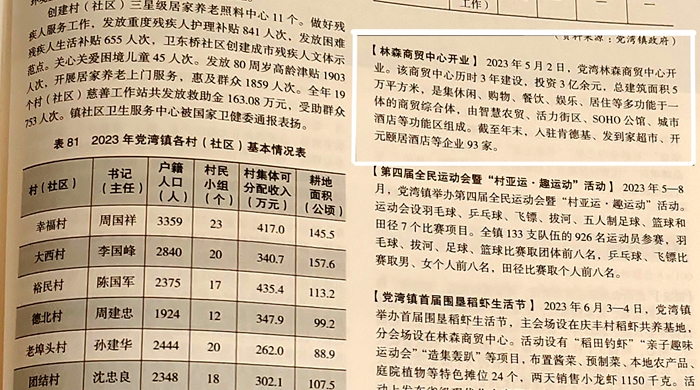 创建村（社区）三星级居家养老照料中心 11 个。做好残
疾人服务工作，发放重度残疾人护理补贴 841 人次，发放困难
残疾人生活补贴 655 人次，卫东桥社区创建成市残疾人文体示
范点。关心关爱困境儿童 45 人次。发放 80 周岁高龄津贴 1903
人次，开展居家养老上门服务，惠及群众 1859 人次。全年 19
个村（社区）慈善工作站共发放救助金 163.08 万元，受助群众
753人次。镇社区卫生服务中心被国家卫健委通报表扬。
表 81 2023 年党湾镇各村（社区）基本情况表
村（社区） 书记（主任） 户籍人口（人） 村民小组（个） 村集体可分配收入（万元） 耕地面积（公顷）
幸福村 周国祥 3359 23 417.0 145.5
大西村 李国峰 2840 20 340.7 157.6
裕民村 陈国军 2375 17 435.4 113.2
德北村 周建忠 1924 12 347.9 99.2
老埠头村 孙建华 2444 20 262.0 88.9
团结村 沈忠良 2348 18 302.1 107.5
工作） （个）
（资料来源：党湾镇政府）
【林森商贸中心开业】 2023 年 5 月 2 日，党湾林森商贸中心开
业。该商贸中心历时 3 年建设，投资 3 亿余元，总建筑面积 5
万平方米，是集休闲、购物、餐饮、娱乐、居住等多功能于一
体的商贸综合体，由智慧农贸、活力街区、SOHO 公馆、城市
酒店等功能区组成。截至年末，入驻肯德基、发到家超市、开
元颐居酒店等企业 93 家。
【第四届全民运动会暨“村亚运·趣运动”活动】 2023 年 5—8
月，党湾镇举办第四届全民运动会暨“村亚运·趣运动”活动。
运动会设羽毛球、乒乓球、飞镖、拔河、五人制足球、篮球和
田径 7 个比赛项目。全镇 133 支队伍的 926 名运动员参赛，羽
毛球、拔河、足球、篮球比赛取团体前八名，乒乓球、飞镖比
赛取男、女个人前八名，田径比赛取个人前八名。
【党湾镇首届围垦稻虾生活节】 2023 年 6 月 3—4 日，党湾镇
举办首届围垦稻虾生活节，主会场设在庆丰村稻虾共养基地，
分会场设在林森商贸中心。活动设有“稻田钓虾”“亲子趣味
运动会”“造集轰趴”等项目，布置酱菜、预制菜、本地农产品、
庭院植物等特色摊位 24 个，两天销售小龙虾 1150 千克。活